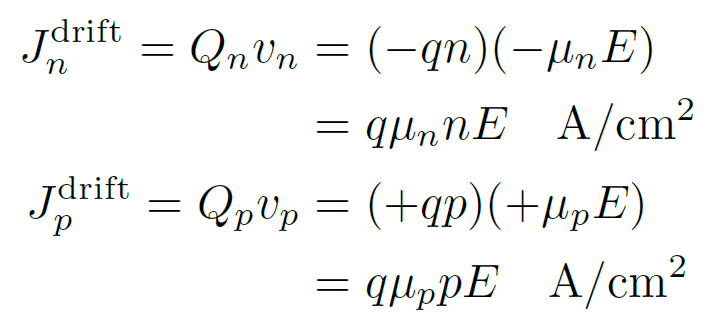 J_n^drift = Q_n v_n = (−qn)(−μ_n E)
= qμ_n nE A/cm²
J_p^drift = Q_p v_p = (+qp)(+μ_p E)
= qμ_p pE A/cm²